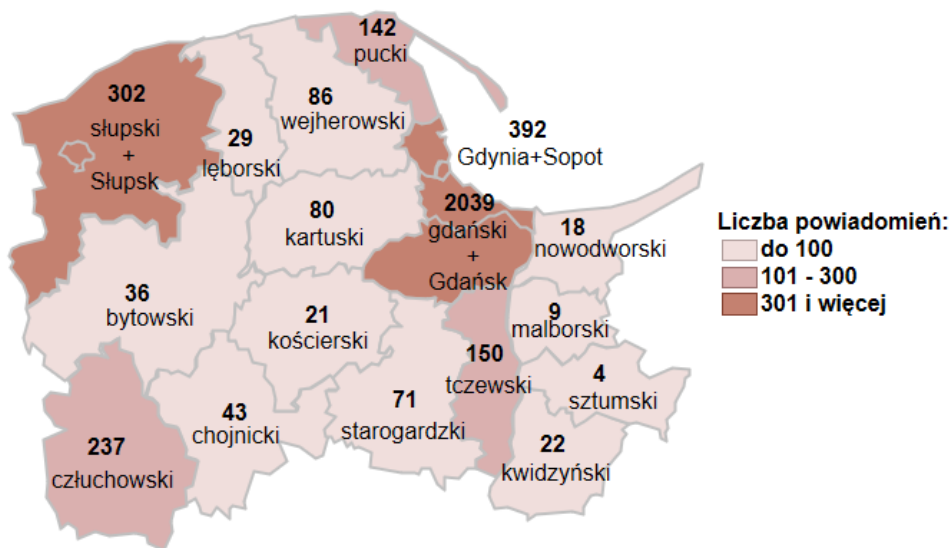 142
pucki
302
słupski
+
Słupsk
86
wejherowski
29
lęborski
392
Gdynia+Sopot
80
kartuski
2039
gdański
+
Gdańsk
18
nowodworski
Liczba powiadomień:
do 100
101 - 300
301 i więcej
36
bytowski
21
kościerski
9
malborski
150
tczewski
4
sztumski
71
starogardzki
43
chojnicki
22
kwidzyński
237
człuchowski